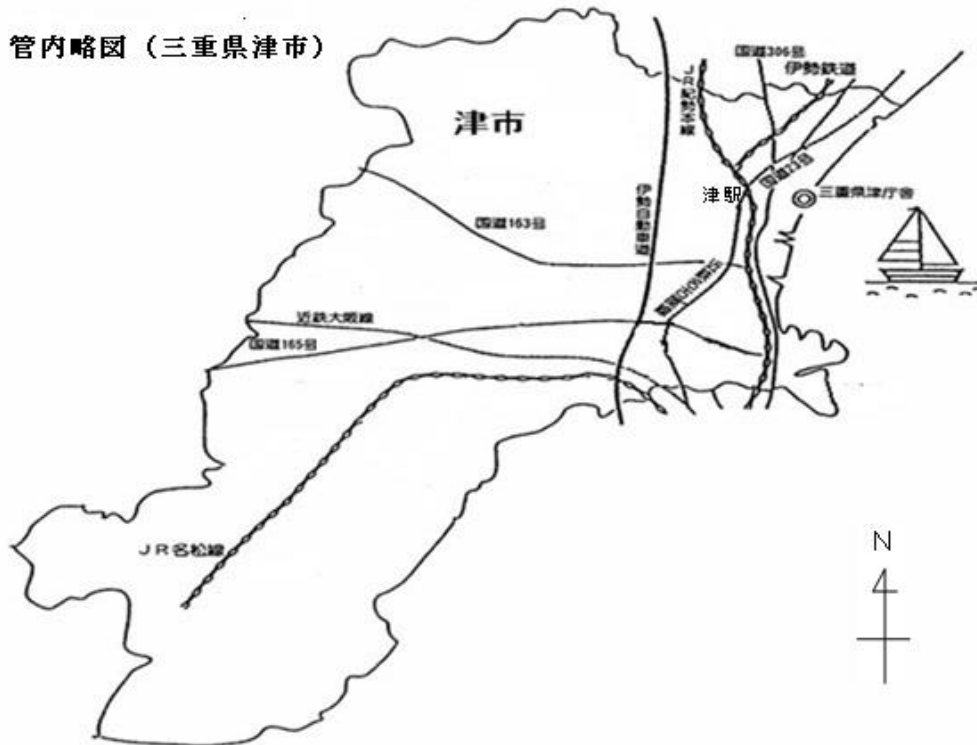 管内略図（三重県津市）
国道306号
伊勢鉄道
JR紀勢本線
津市
国道23号
津駅
三重県津庁舎
伊勢自動車道
国道163号
近鉄大阪線
国道165号
JR名松線
N